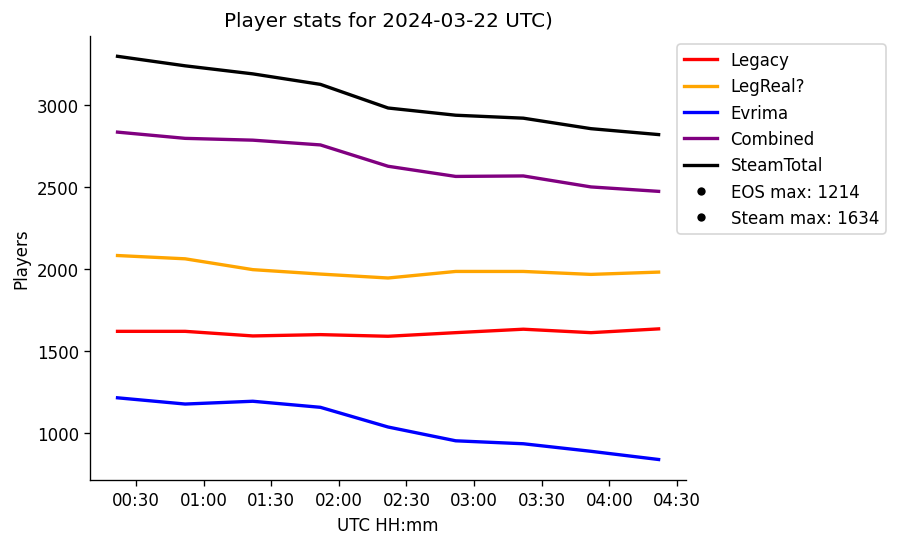 Player stats for 2024-03-22 UTC)
Legacy
LegReal?
Evrima
Combined
SteamTotal
EOS max: 1214
Steam max: 1634
Players
3000
2500
2000
1500
1000
00:30 01:00 01:30 02:00 02:30 03:00 03:30 04:00 04:30
UTC HH:mm